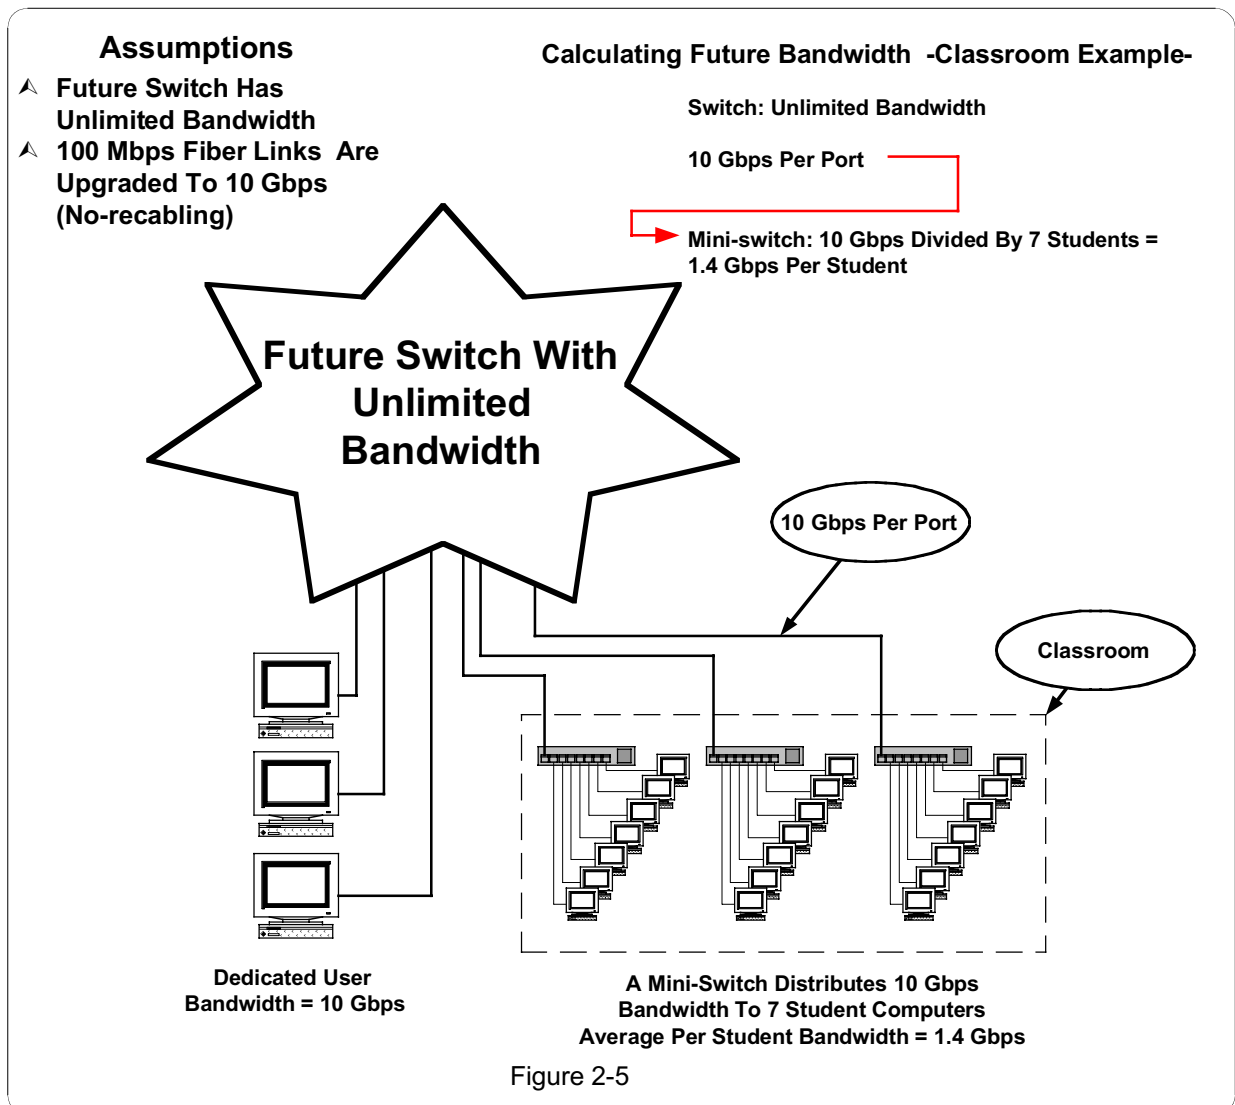 Assumptions
Future Switch Has
Unlimited Bandwidth
100 Mbps Fiber Links Are
Upgraded To 10 Gbps
(No-recabling)
Calculating Future Bandwidth -Classroom Example-
Switch: Unlimited Bandwidth
10 Gbps Per Port
Mini-switch: 10 Gbps Divided By 7 Students =
1.4 Gbps Per Student
Future Switch With
Unlimited
Bandwidth
10 Gbps Per Port
Classroom
Dedicated User
Bandwidth = 10 Gbps
A Mini-Switch Distributes 10 Gbps
Bandwidth To 7 Student Computers
Average Per Student Bandwidth = 1.4 Gbps
Figure 2-5